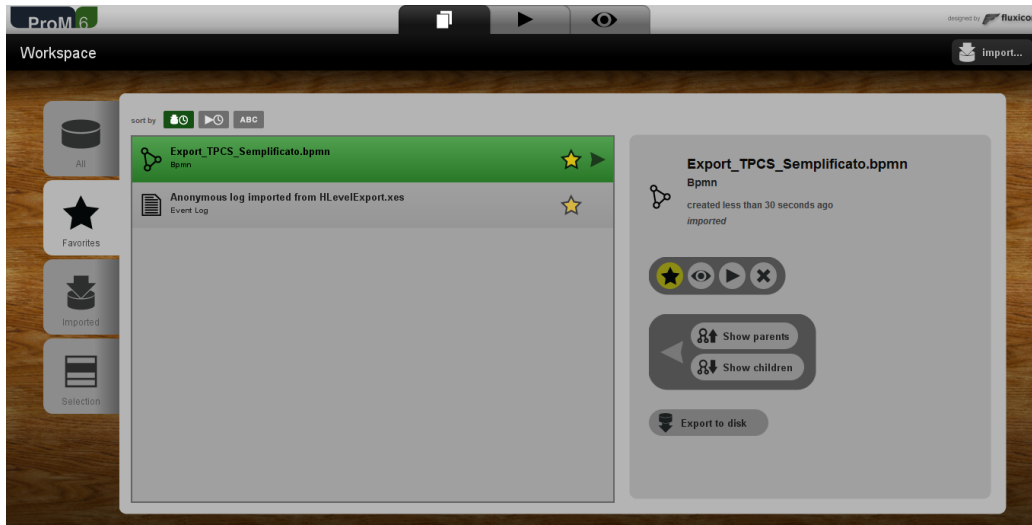 ProM 6
designed by fluxicon
Workspace
import...
sort by
ABC
All
Favorites
Imported
Selection
Export_TPCS_Semplificato.bpmn
Bpmn
Anonymous log imported from HLevelExport.xes
Event Log
Export_TPCS_Semplificato.bpmn
Bpmn
created less than 30 seconds ago
imported
Show parents
Show children
Export to disk